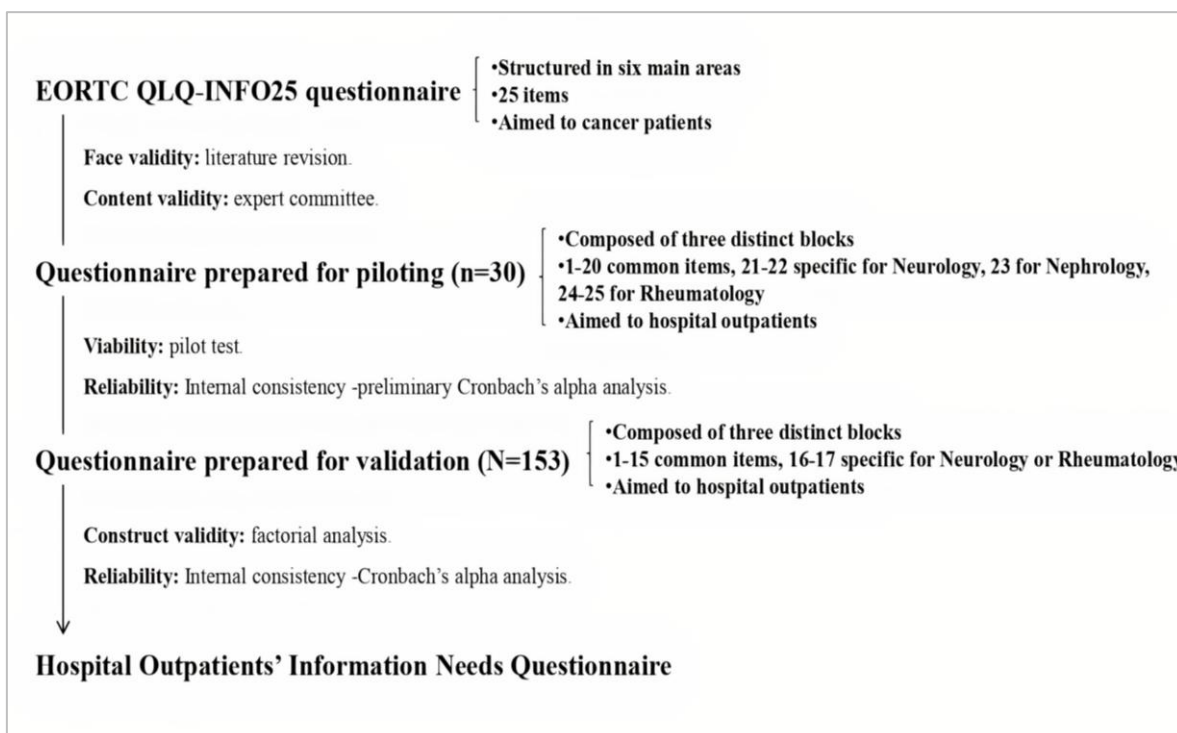 EORTC QLQ-INFO25 questionnaire
•Structured in six main areas
•25 items
•Aimed to cancer patients
Face validity: literature revision.
Content validity: expert committee.
Questionnaire prepared for piloting (n=30)
•Composed of three distinct blocks
•1-20 common items, 21-22 specific for Neurology, 23 for Nephrology,
24-25 for Rheumatology
•Aimed to hospital outpatients
Viability: pilot test.
Reliability: Internal consistency -preliminary Cronbach’s alpha analysis.
Questionnaire prepared for validation (N=153)
•Composed of three distinct blocks
•1-15 common items, 16-17 specific for Neurology or Rheumatology
•Aimed to hospital outpatients
Construct validity: factorial analysis.
Reliability: Internal consistency -Cronbach’s alpha analysis.
Hospital Outpatients’ Information Needs Questionnaire